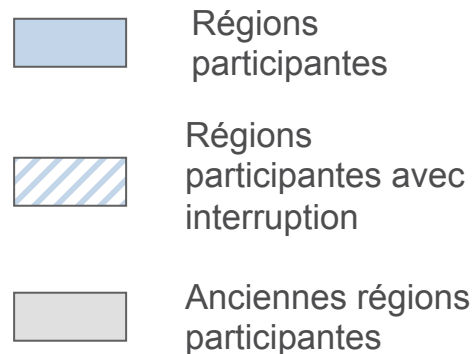 Régions
participantes
Régions
participantes avec
interruption
Anciennes régions
participantes